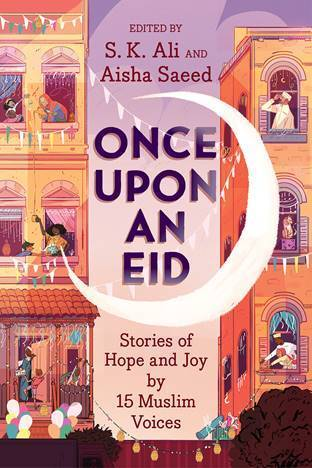 EDITED BY
S. K. Ali AND
Aisha Saeed
ONCE
UPON
AN
EID
Stories of
Hope and Joy
by
15 Muslim
Voices